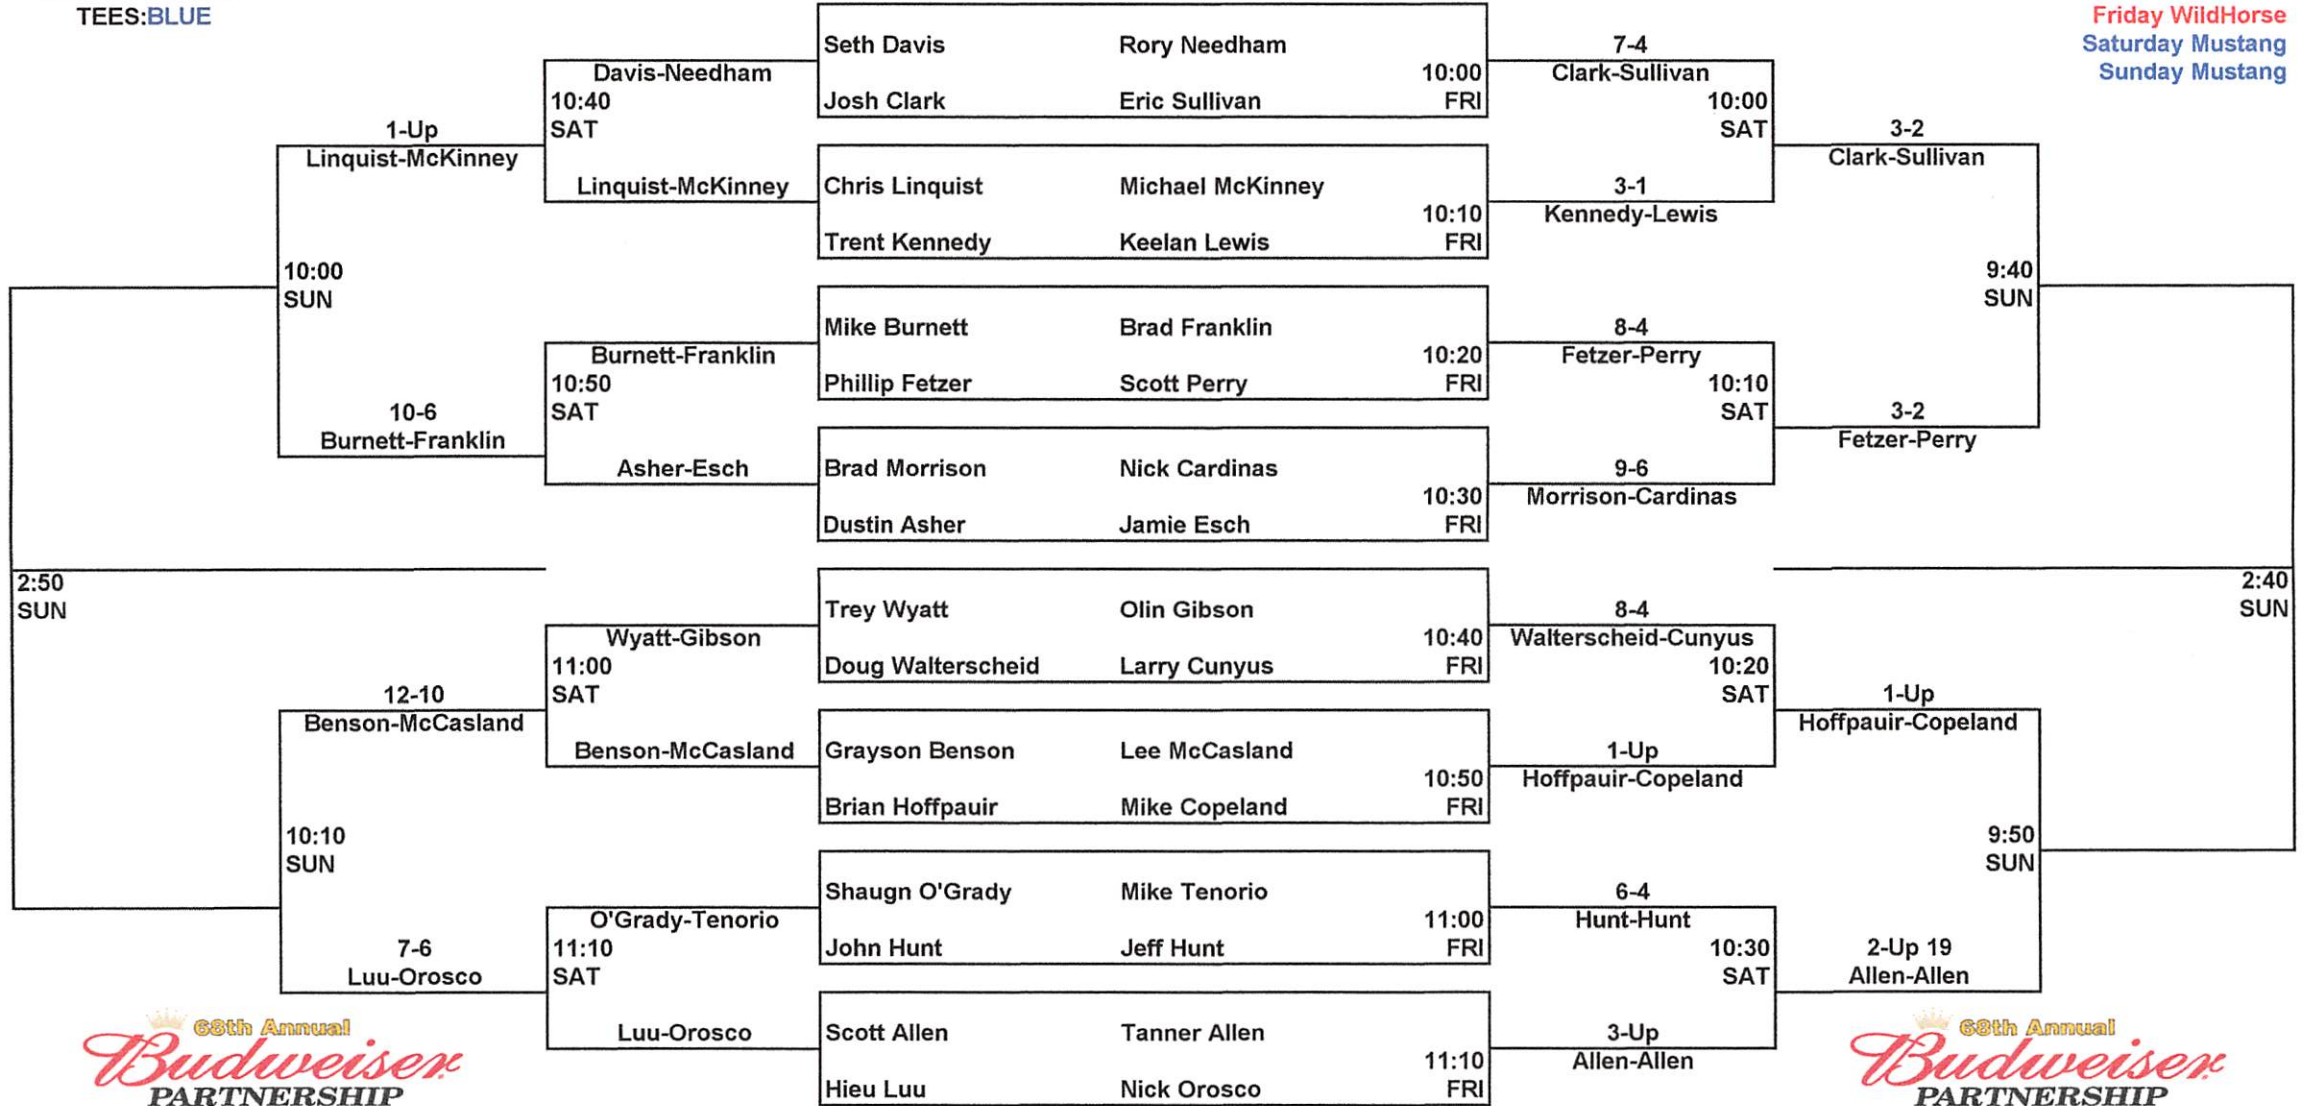 TEES:BLUE
Friday WildHorse
Saturday Mustang
Sunday Mustang
Seth Davis Rory Needham
10:00
Josh Clark Eric Sullivan FRI
Chris Linquist Michael McKinney
10:10
Trent Kennedy Keelan Lewis FRI
Mike Burnett Brad Franklin
10:20
Phillip Fetzer Scott Perry FRI
Brad Morrison Nick Cardinas
10:30
Dustin Asher Jamie Esch FRI
Trey Wyatt Olin Gibson
10:40
Doug Walterscheid Larry Cunyus FRI
Grayson Benson Lee McCasland
10:50
Brian Hoffpauir Mike Copeland FRI
Shaugn O'Grady Mike Tenorio
11:00
John Hunt Jeff Hunt FRI
Scott Allen Tanner Allen
11:10
Hieu Luu Nick Orosco FRI
Davis-Needham
10:40
SAT
Linquist-McKinney
Burnett-Franklin
10:50
SAT
Asher-Esch
Wyatt-Gibson
11:00
SAT
Benson-McCasland
O'Grady-Tenorio
11:10
SAT
Luu-Orosco
1-Up
Linquist-McKinney
10:00
SUN
10-6
Burnett-Franklin
12-10
Benson-McCasland
10:10
SUN
7-6
Luu-Orosco
2:50
SUN
7-4
Clark-Sullivan
10:00
SAT
3-1
Kennedy-Lewis
8-4
Fetzer-Perry
10:10
SAT
9-6
Morrison-Cardinas
8-4
Walterscheid-Cunyus
10:20
SAT
1-Up
Hoffpauir-Copeland
6-4
Hunt-Hunt
10:30
SAT
3-Up
Allen-Allen
3-2
Clark-Sullivan
9:40
SUN
3-2
Fetzer-Perry
1-Up
Hoffpauir-Copeland
9:50
SUN
2-Up 19
Allen-Allen
2:40
SUN
68th Annual
Budweiser
PARTNERSHIP
68th Annual
Budweiser
PARTNERSHIP